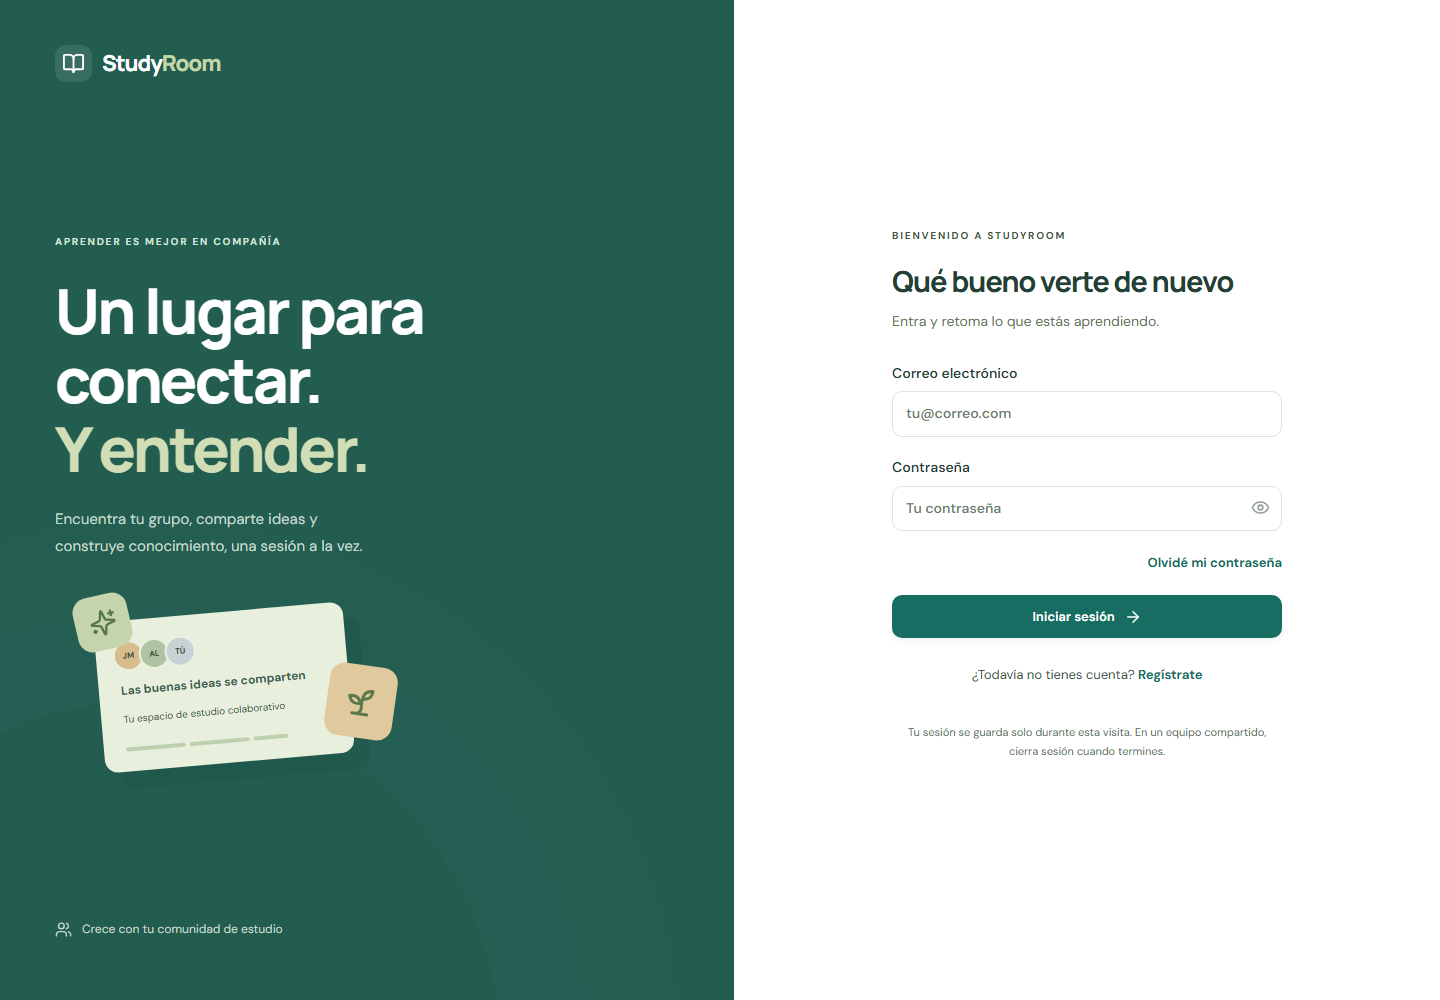 StudyRoom
APRENDER ES MEJOR EN COMPAÑÍA
Un lugar para
conectar.
Y entender.
Encuentra tu grupo, comparte ideas y
construye conocimiento, una sesión a la vez.
JM AL TÚ
Las buenas ideas se comparten
Tu espacio de estudio colaborativo
Crece con tu comunidad de estudio
BIENVENIDO A STUDYROOM
Qué bueno verte de nuevo
Entra y retoma lo que estás aprendiendo.
Correo electrónico
tu@correo.com
Contraseña
Tu contraseña
Olvidé mi contraseña
Iniciar sesión
¿Todavía no tienes cuenta? Regístrate
Tu sesión se guarda solo durante esta visita. En un equipo compartido,
cierra sesión cuando termines.